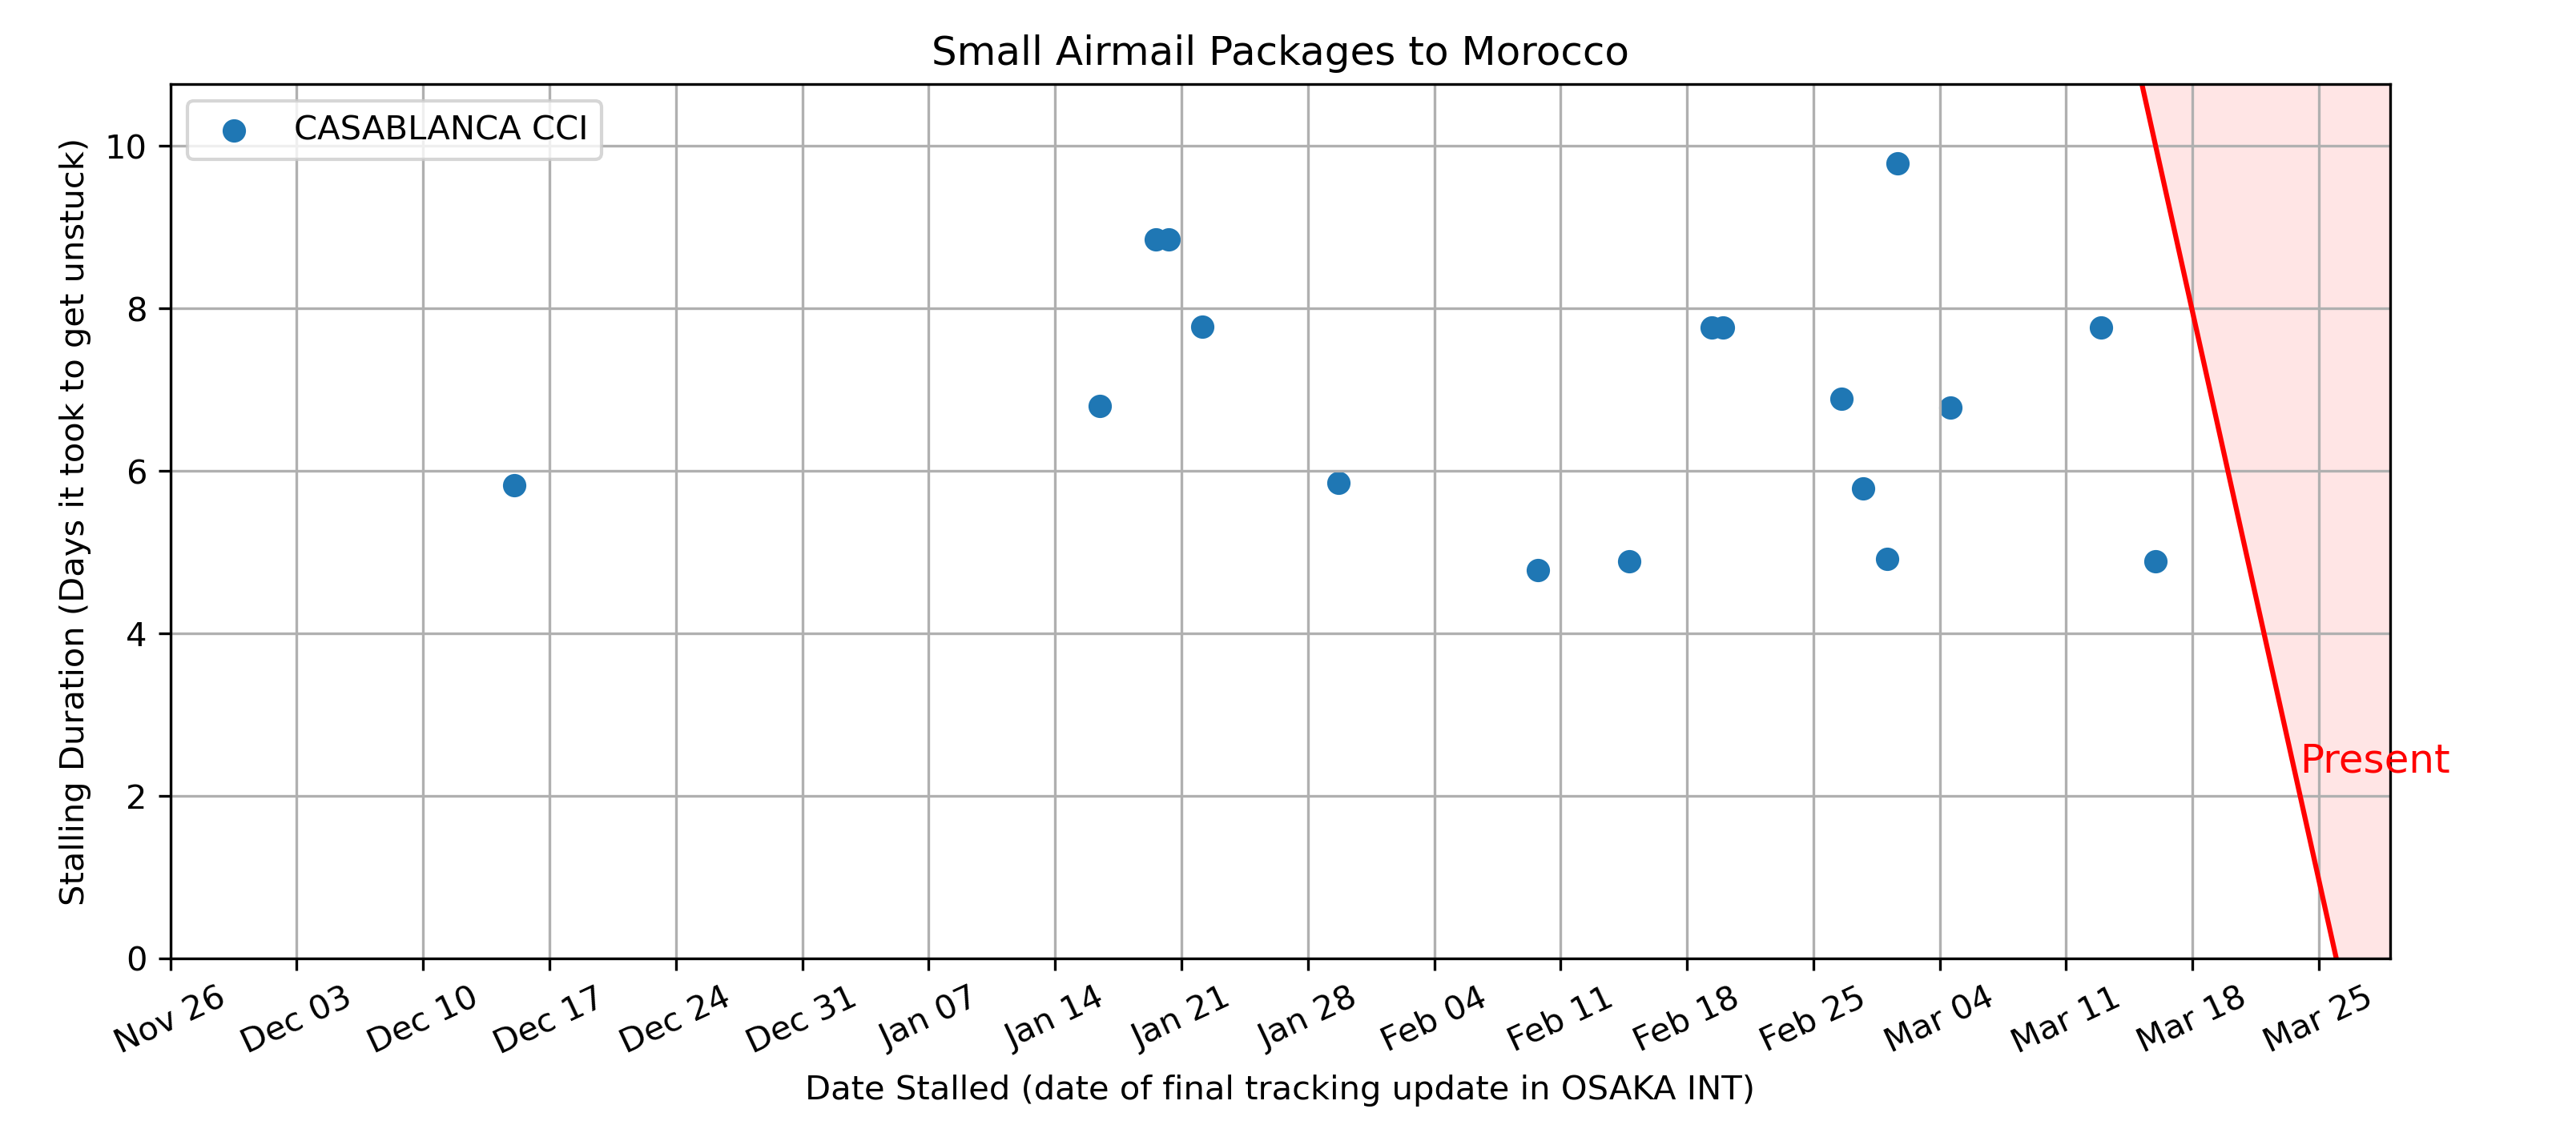 Small Airmail Packages to Morocco
CASABLANCA CCI
Stalling Duration (Days it took to get unstuck)
10
8
6
4
2
0
Present
Nov 26
Dec 03
Dec 10
Dec 17
Dec 24
Dec 31
Jan 07
Jan 14
Jan 21
Jan 28
Feb 04
Feb 11
Feb 18
Feb 25
Mar 04
Mar 11
Mar 18
Mar 25
Date Stalled (date of final tracking update in OSAKA INT)